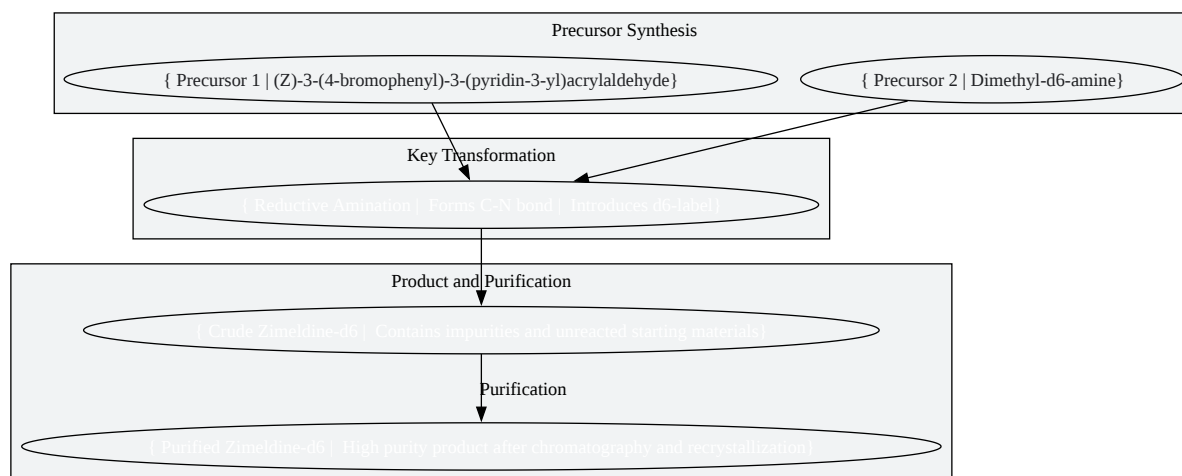 Precursor Synthesis
{ Precursor 1 | (Z)-3-(4-bromophenyl)-3-(pyridin-3-yl)acrylaldehyde}
{ Precursor 2 | Dimethyl-d6-amine}
Key Transformation
{ Reductive Amination | Forms C-N bond | Introduces d6-label}
Product and Purification
{ Crude Zimeldine-d6 | Contains impurities and unreacted starting materials}
Purification
{ Purified Zimeldine-d6 | High purity product after chromatography and recrystallization}